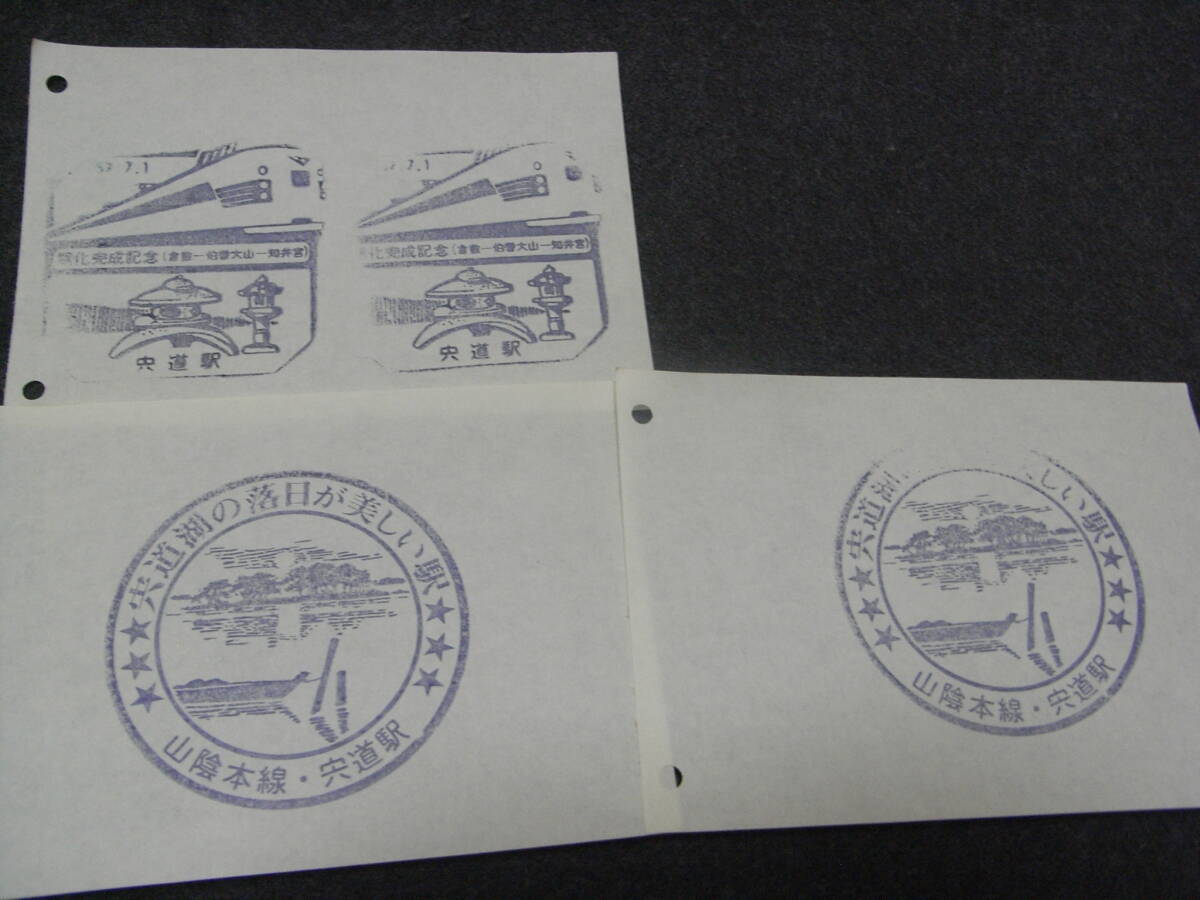 57.7.1
化完成記念(倉敷―伯耆大山―知井宮)
宍道駅
7.1
化完成記念(倉敷―伯耆大山―知井宮)
宍道駅
宍道湖の落日が美しい駅
山陰本線・宍道駅
宍道湖
しい駅
山陰本線・宍道駅